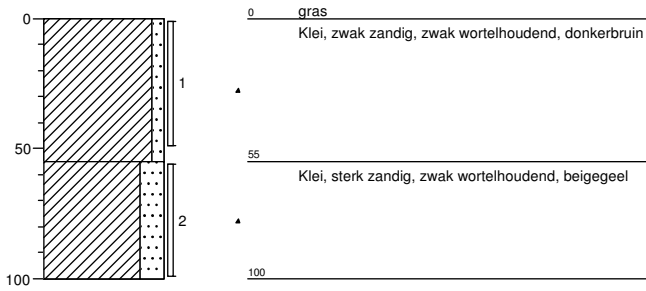 0
50
100
1
2
0 gras
Klei, zwak zandig, zwak wortelhoudend, donkerbruin
55
Klei, sterk zandig, zwak wortelhoudend, beigegeel
100